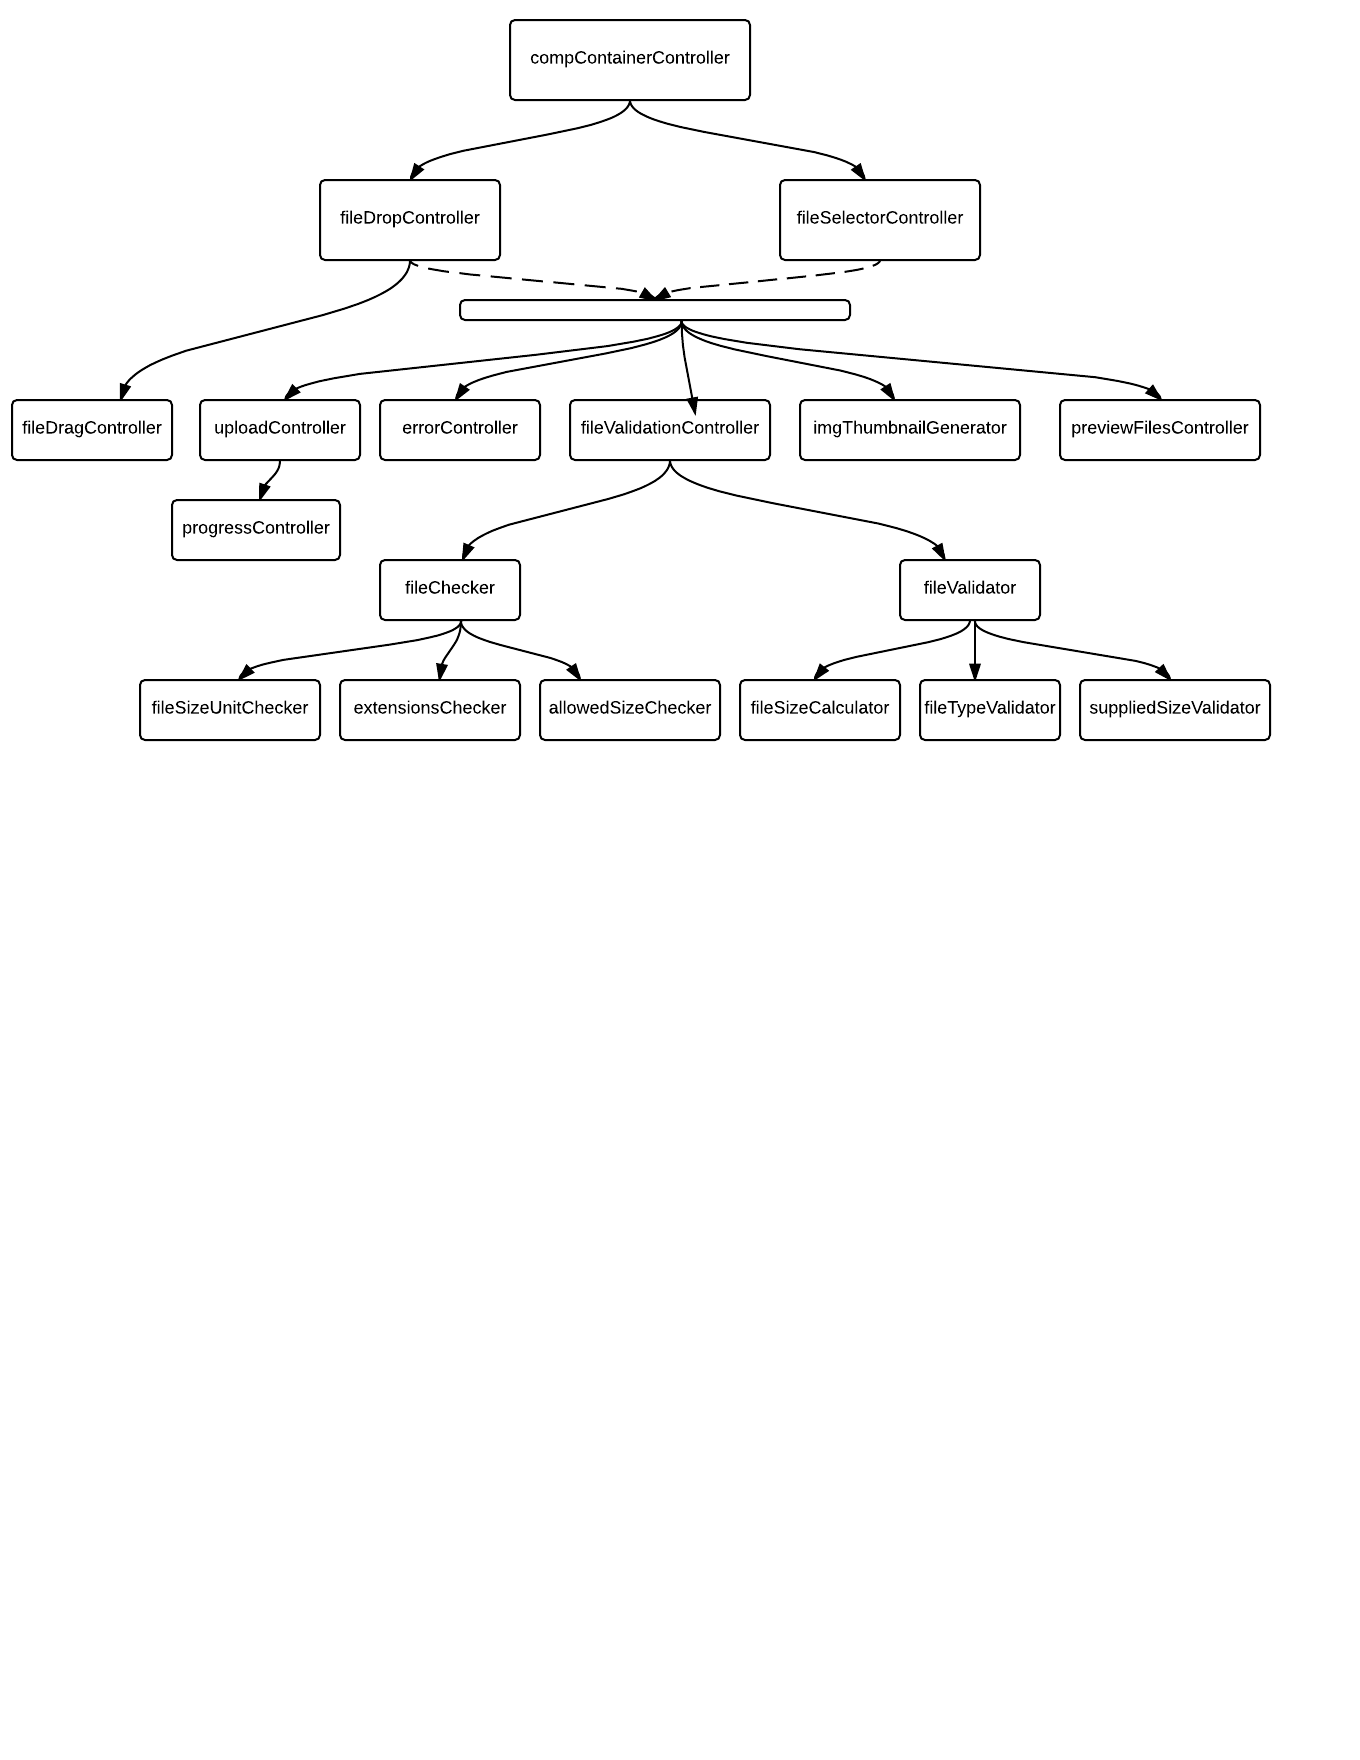 compContainerController
fileDropController
fileSelectorController
fileDragController
uploadController
errorController
fileValidationController
imgThumbnailGenerator
previewFilesController
progressController
fileChecker
fileValidator
fileSizeUnitChecker
extensionsChecker
allowedSizeChecker
fileSizeCalculator
fileTypeValidator
suppliedSizeValidator